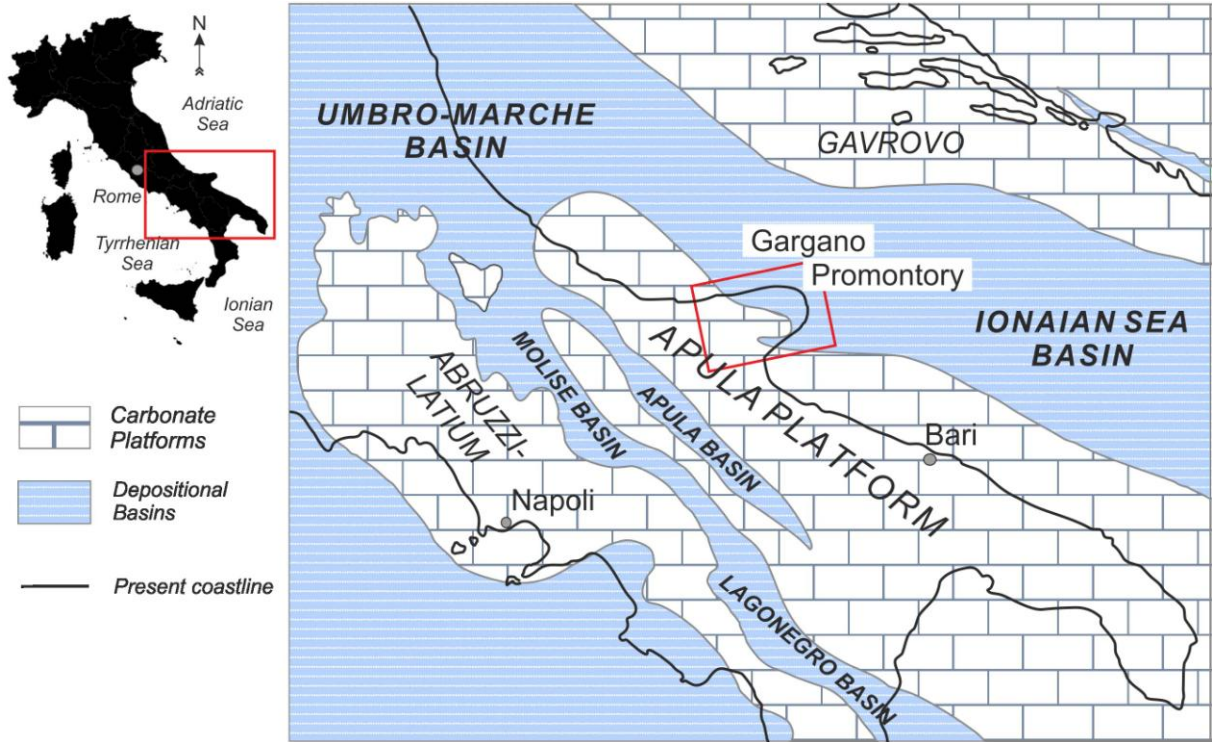 N
Adriatic
Sea
Rome
Tyrrhenian
Sea
Ionian
Sea
Carbonate
Platforms
Depositional
Basins
Present coastline
UMBRO-MARCHE
BASIN
GAVROVO
Gargano
Promontory
IONAIAN SEA
BASIN
ABRUZZI-
LATIUM
MOLISE BASIN
APULA BASIN
APULA PLATFORM
Bari
Napoli
LAGONEGRO BASIN